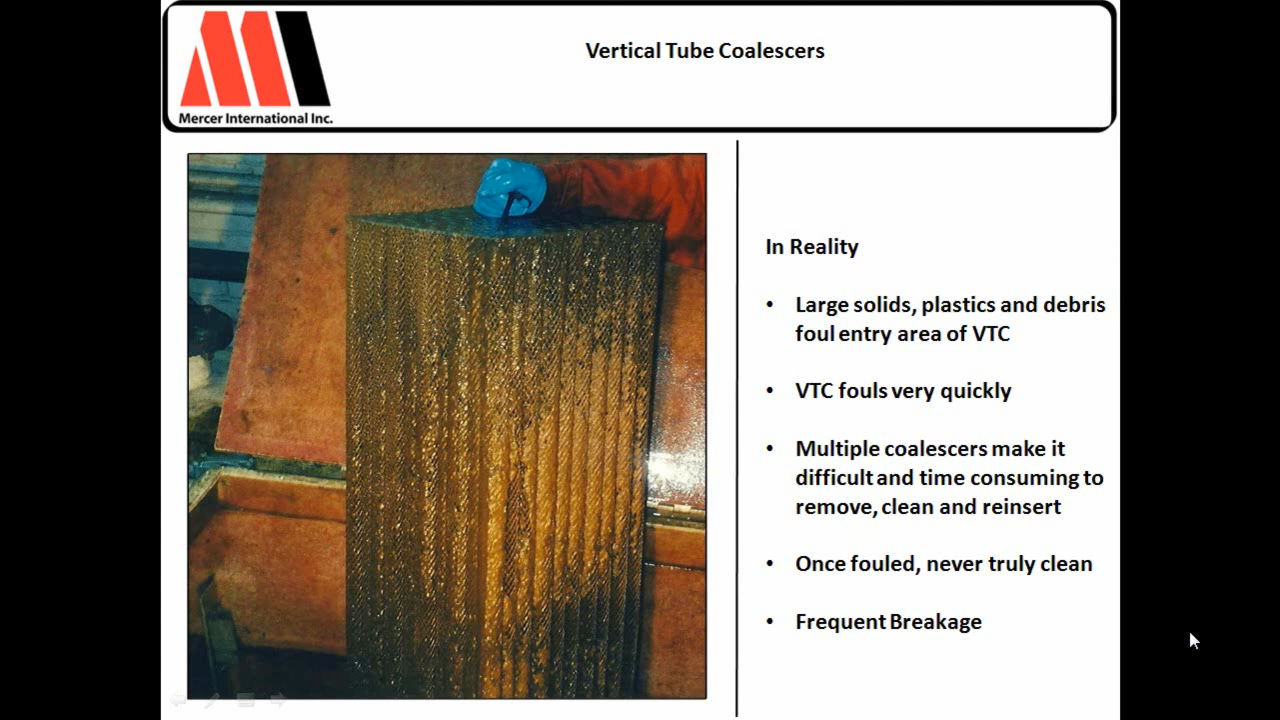 Vertical Tube Coalescers
Mercer International Inc.
In Reality
• Large solids, plastics and debris
foul entry area of VTC
• VTC fouls very quickly
• Multiple coalescers make it
difficult and time consuming to
remove, clean and reinsert
• Once fouled, never truly clean
• Frequent Breakage